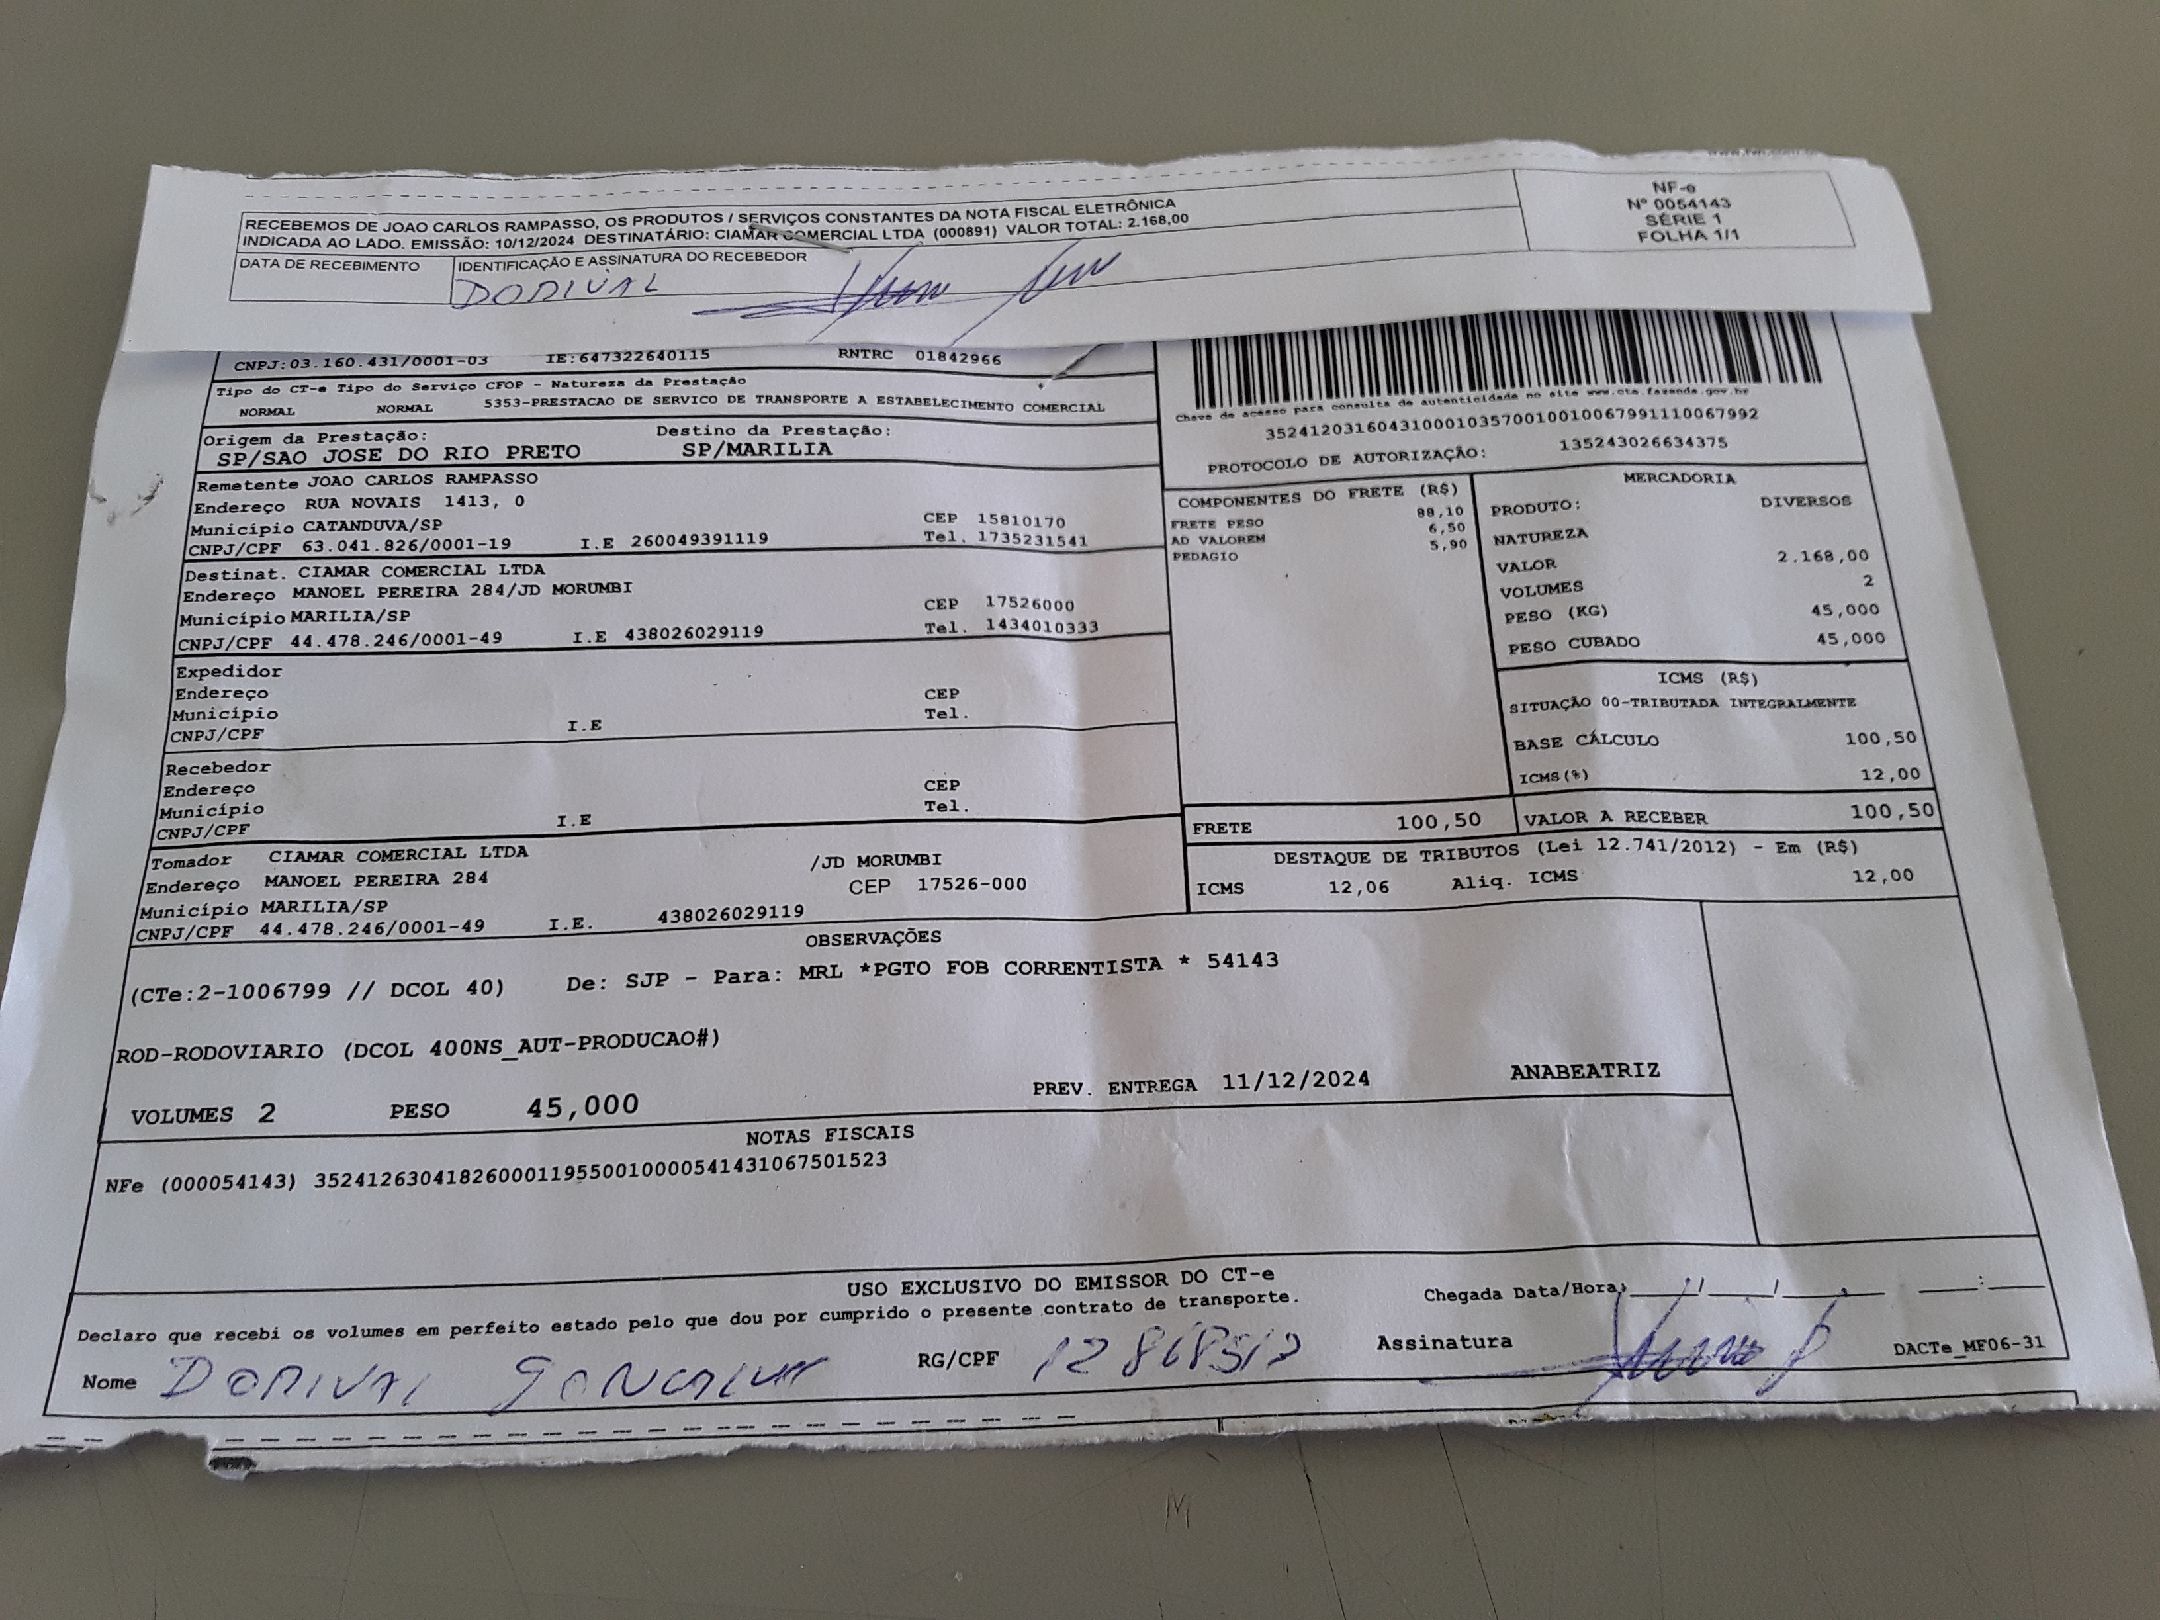 RECEBEMOS DE JOAO CARLOS RAMPASSO, OS PRODUTOS / SERVIÇOS CONSTANTES DA NOTA FISCAL ELETRÔNICA
INDICADA AO LADO. EMISSÃO: 10/12/2024 DESTINATÁRIO: CIAMAR COMERCIAL LTDA (000891) VALOR TOTAL: 2.168,00
NF-e
Nº 0054143
SÉRIE 1
FOLHA 1/1
DATA DE RECEBIMENTO
IDENTIFICAÇÃO E ASSINATURA DO RECEBEDOR
DORIVAL
CNPJ:03.160.431/0001-03 IE:647322640115 RNTRC 01842966
Tipo do CT-e Tipo do Serviço CFOP - Natureza da Prestação
NORMAL NORMAL 5353-PRESTACAO DE SERVICO DE TRANSPORTE A ESTABELECIMENTO COMERCIAL
Chave de acesso para consulta de autenticidade no site www.cte.fazenda.gov.br
35241203160431000103570010010067991110067992
PROTOCOLO DE AUTORIZAÇÃO: 135243026634375
Origem da Prestação: Destino da Prestação:
SP/SAO JOSE DO RIO PRETO SP/MARILIA
Remetente JOAO CARLOS RAMPASSO
Endereço RUA NOVAIS 1413, 0
Município CATANDUVA/SP CEP 15810170
CNPJ/CPF 63.041.826/0001-19 I.E 260049391119 Tel. 1735231541
Destinat. CIAMAR COMERCIAL LTDA
Endereço MANOEL PEREIRA 284/JD MORUMBI
Município MARILIA/SP CEP 17526000
CNPJ/CPF 44.478.246/0001-49 I.E 438026029119 Tel. 1434010333
Expedidor
Endereço CEP
Município Tel.
CNPJ/CPF I.E
Recebedor
Endereço CEP
Município Tel.
CNPJ/CPF I.E
Tomador CIAMAR COMERCIAL LTDA
Endereço MANOEL PEREIRA 284 /JD MORUMBI
CEP 17526-000
Município MARILIA/SP
CNPJ/CPF 44.478.246/0001-49 I.E. 438026029119
COMPONENTES DO FRETE (R$)
FRETE PESO 88,10
AD VALOREM 6,50
PEDAGIO 5,90
MERCADORIA
PRODUTO: DIVERSOS
NATUREZA
VALOR 2.168,00
VOLUMES 2
PESO (KG) 45,000
PESO CUBADO 45,000
ICMS (R$)
SITUAÇÃO 00-TRIBUTADA INTEGRALMENTE
BASE CÁLCULO 100,50
ICMS(%) 12,00
FRETE 100,50 VALOR A RECEBER 100,50
DESTAQUE DE TRIBUTOS (Lei 12.741/2012) - Em (R$)
ICMS 12,06 Aliq. ICMS 12,00
OBSERVAÇÕES
(CTe:2-1006799 // DCOL 40) De: SJP - Para: MRL *PGTO FOB CORRENTISTA * 54143
ROD-RODOVIARIO (DCOL 400NS_AUT-PRODUCAO#)
VOLUMES 2 PESO 45,000 PREV. ENTREGA 11/12/2024 ANABEATRIZ
NOTAS FISCAIS
NFe (000054143) 35241263041826000119550010000541431067501523
USO EXCLUSIVO DO EMISSOR DO CT-e
Declaro que recebi os volumes em perfeito estado pelo que dou por cumprido o presente contrato de transporte.
Chegada Data/Hora:
Nome DORIVAL RG/CPF Assinatura
DACTe_MF06-31